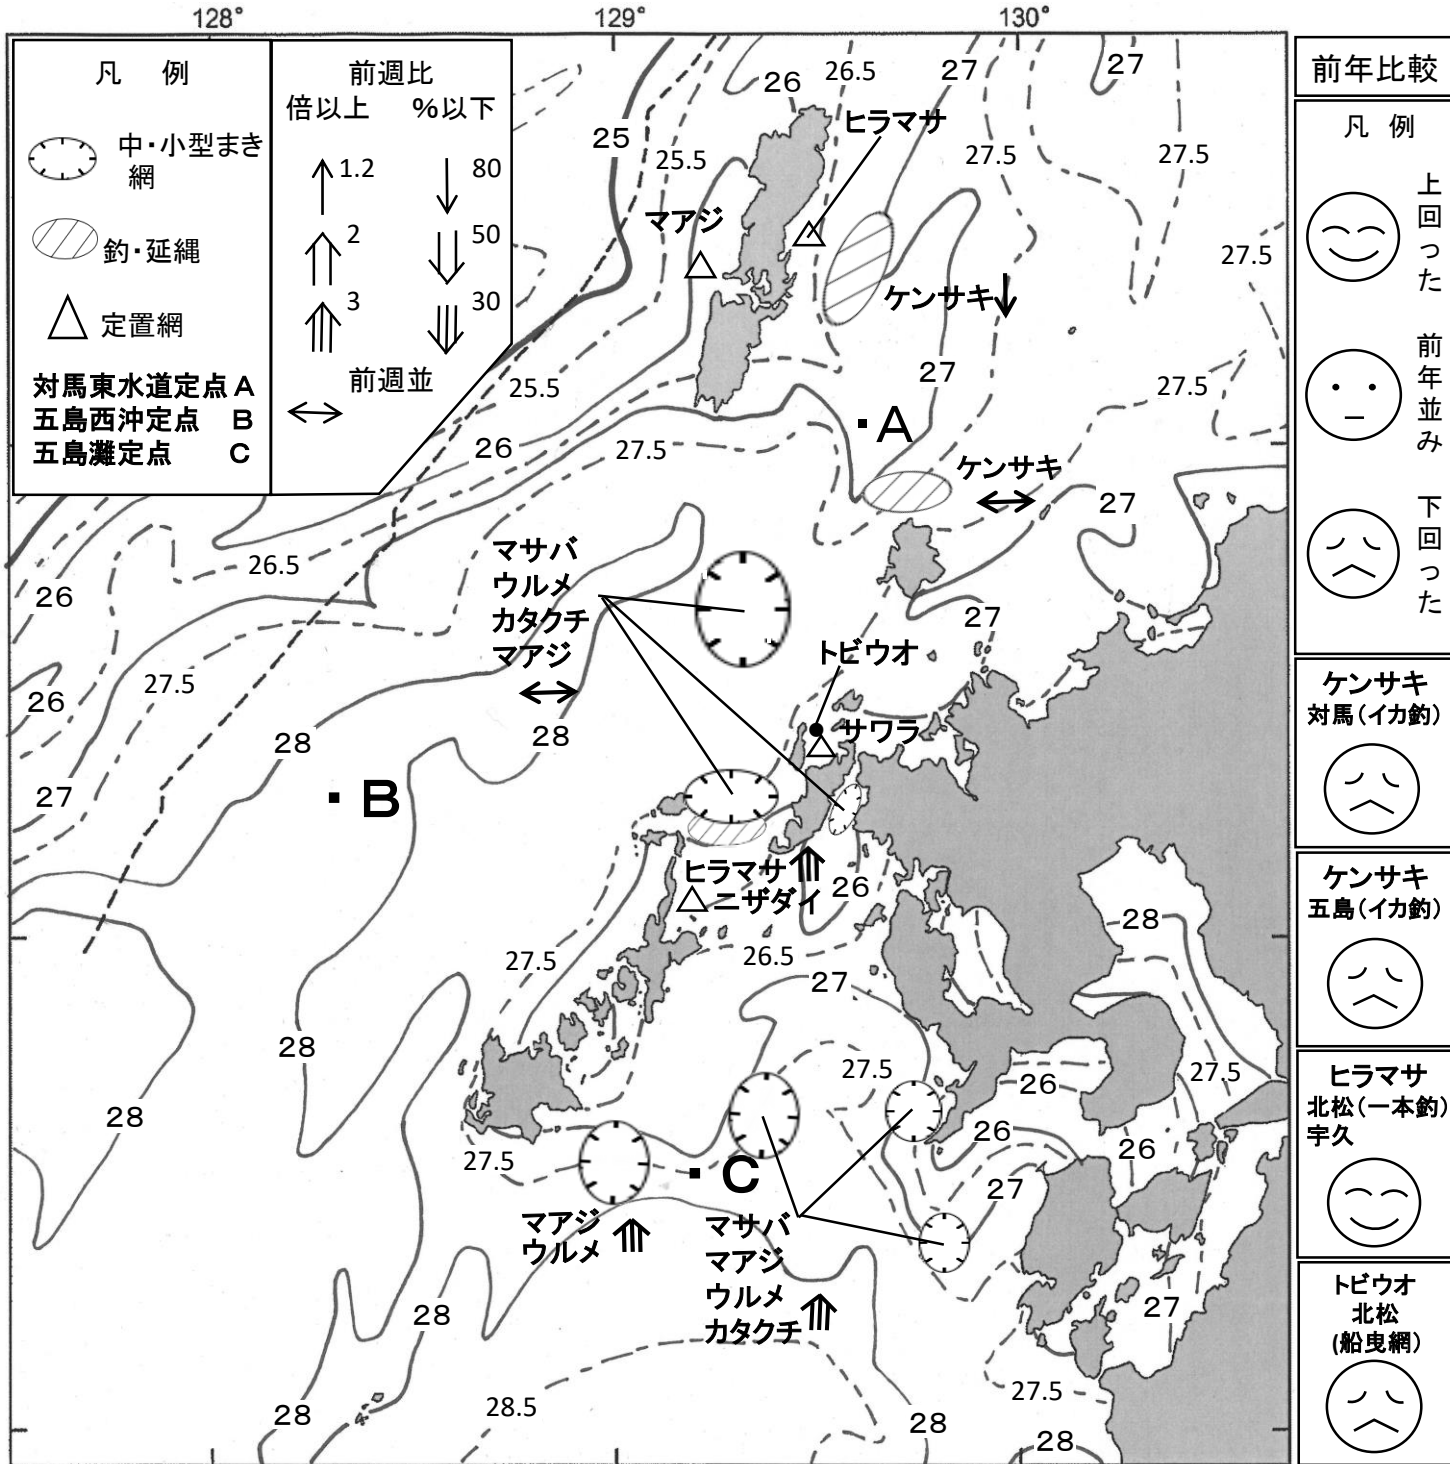 128°
129°
130°
凡 例
中・小型まき
網
釣・延縄
定置網
対馬東水道定点 A
五島西沖定点 B
五島灘定点 C
前週比
倍以上 %以下
1.2 80
2 50
3 30
前週並
26
26.5
27
27
25
25.5
ヒラマサ
27.5
27.5
マアジ
27.5
ケンサキ
25.5
27
27.5
A
26
27.5
ケンサキ
27
マサバ
ウルメ
カタクチ
マアジ
26.5
26
27
トビウオ
27.5
26
28
28
サワラ
27
B
ヒラマサ
ニザダイ
26
28
26.5
27.5
27
28
27.5
27.5
26
28
26
26
27.5
C
27
マアジ
ウルメ
マサバ
マアジ
ウルメ
カタクチ
28
27
28
28.5
27.5
28
28
前年比較
凡 例
上回った
前年並み
下回った
ケンサキ
対馬(イカ釣)
ケンサキ
五島(イカ釣)
ヒラマサ
北松(一本釣)
宇久
トビウオ
北松
(船曳網)